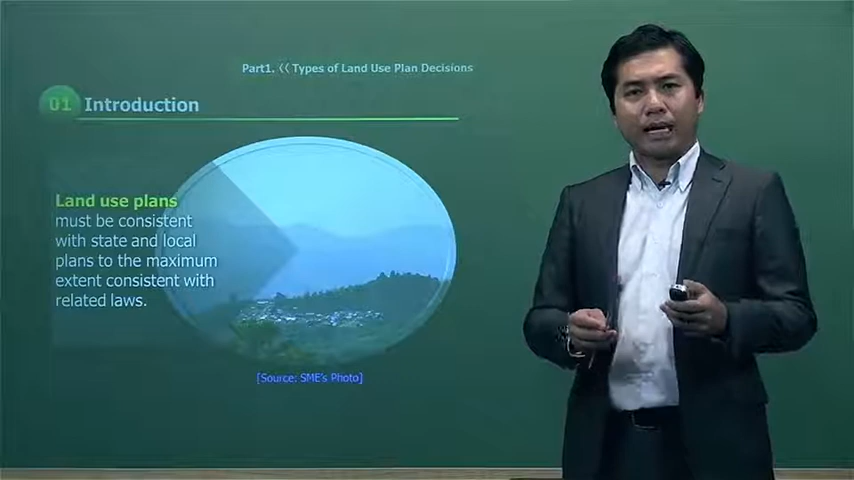 Part1. 《 Types of Land Use Plan Decisions
01 Introduction
Land use plans
must be consistent
with state and local
plans to the maximum
extent consistent with
related laws.
[Source: SME's Photo]